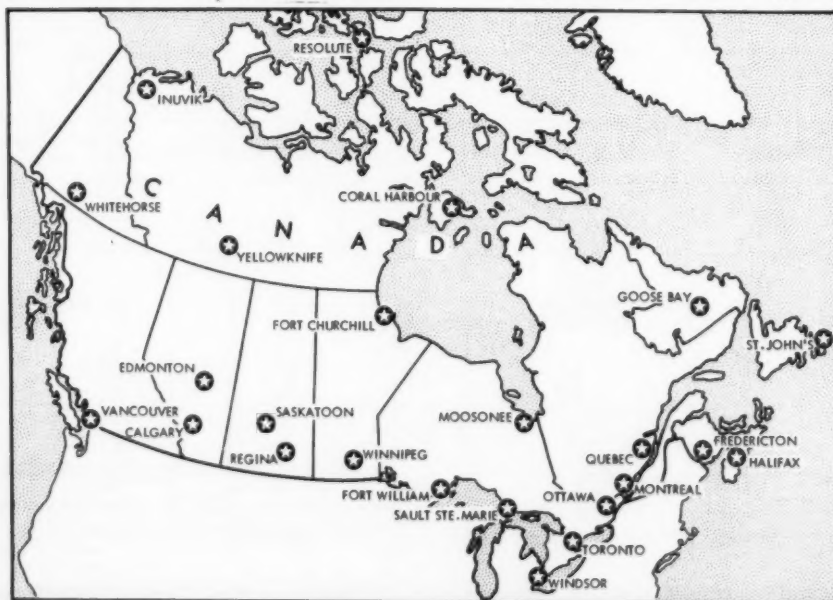 RESOLUTE
INUVIK
WHITEHORSE
CORAL HARBOUR
CANADA
YELLOWKNIFE
GOOSE BAY
FORT CHURCHILL
ST. JOHN'S
EDMONTON
VANCOUVER
CALGARY
SASKATOON
MOOSONEE
REGINA
WINNIPEG
QUEBEC
FREDERICTON
HALIFAX
FORT WILLIAM
MONTREAL
OTTAWA
SAULT STE. MARIE
TORONTO
WINDSOR